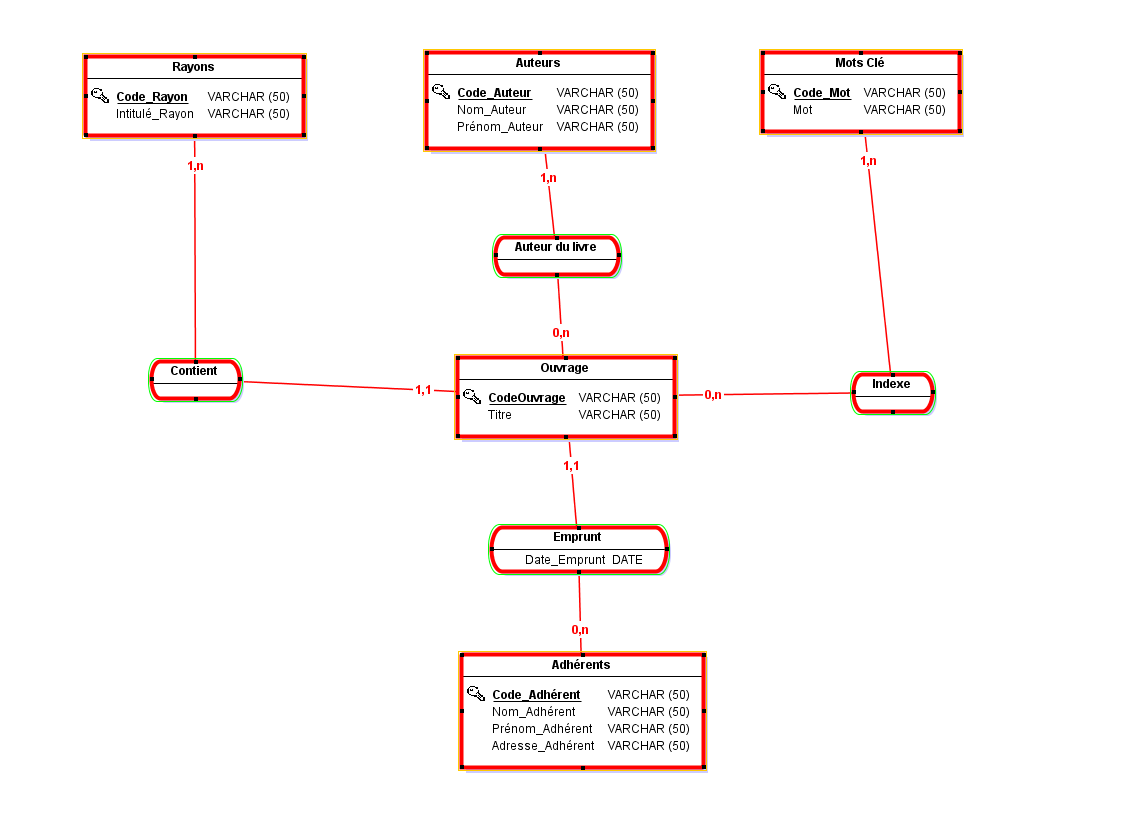 Rayons
Code_Rayon VARCHAR (50)
Intitulé_Rayon VARCHAR (50)
1,n
Auteurs
Code_Auteur VARCHAR (50)
Nom_Auteur VARCHAR (50)
Prénom_Auteur VARCHAR (50)
1,n
Mots Clé
Code_Mot VARCHAR (50)
Mot VARCHAR (50)
1,n
Auteur du livre
0,n
Contient
1,1
Ouvrage
CodeOuvrage VARCHAR (50)
Titre VARCHAR (50)
0,n
Indexe
1,1
Emprunt
Date_Emprunt DATE
0,n
Adhérents
Code_Adhérent VARCHAR (50)
Nom_Adhérent VARCHAR (50)
Prénom_Adhérent VARCHAR (50)
Adresse_Adhérent VARCHAR (50)